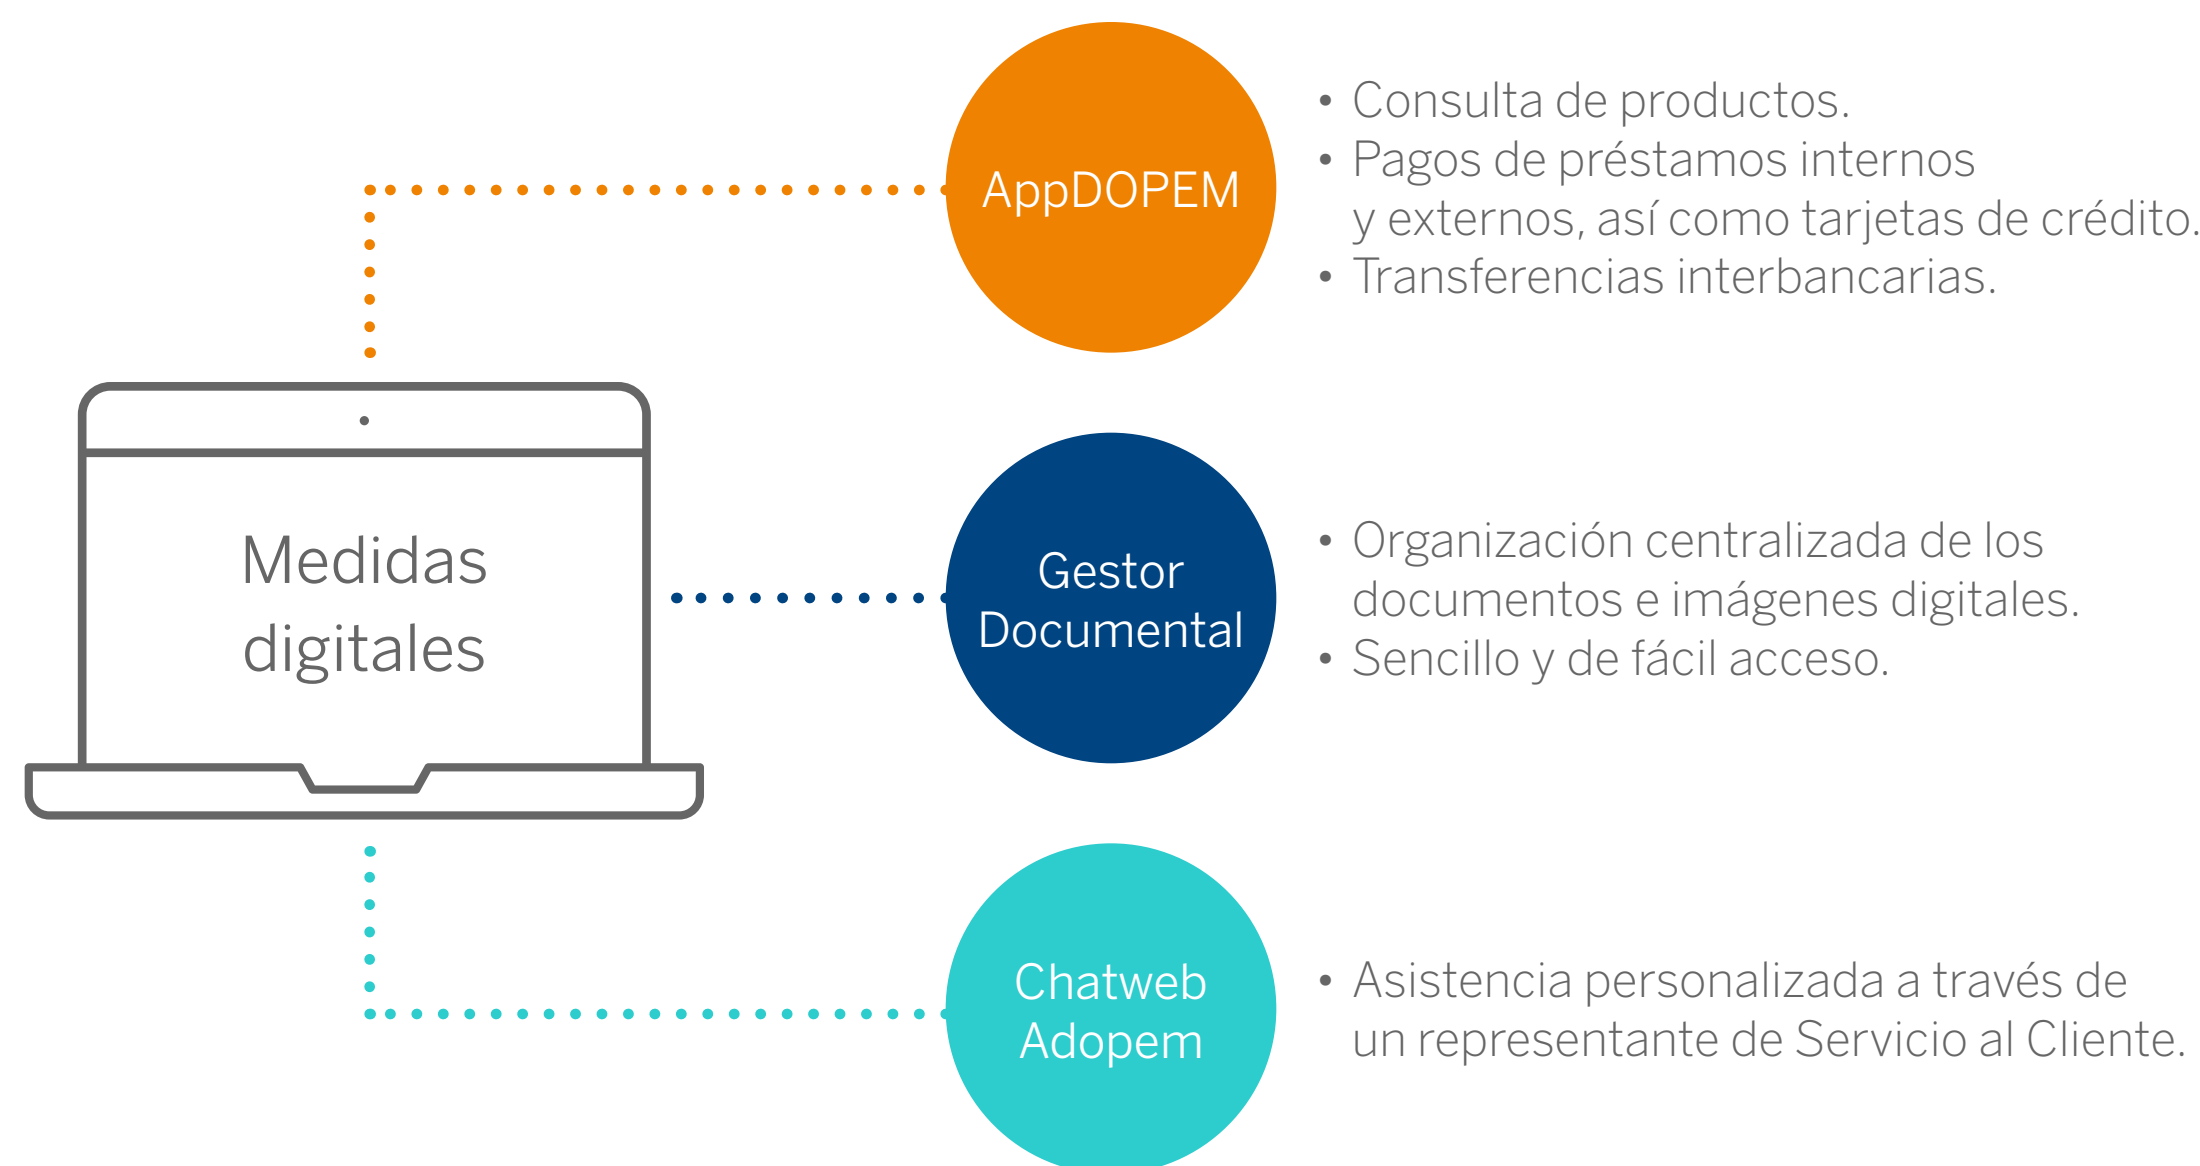 Medidas
digitales
AppDOPEM
• Consulta de productos.
• Pagos de préstamos internos
y externos, así como tarjetas de crédito.
• Transferencias interbancarias.
Gestor
Documental
• Organización centralizada de los
documentos e imágenes digitales.
• Sencillo y de fácil acceso.
Chatweb
Adopem
• Asistencia personalizada a través de
un representante de Servicio al Cliente.